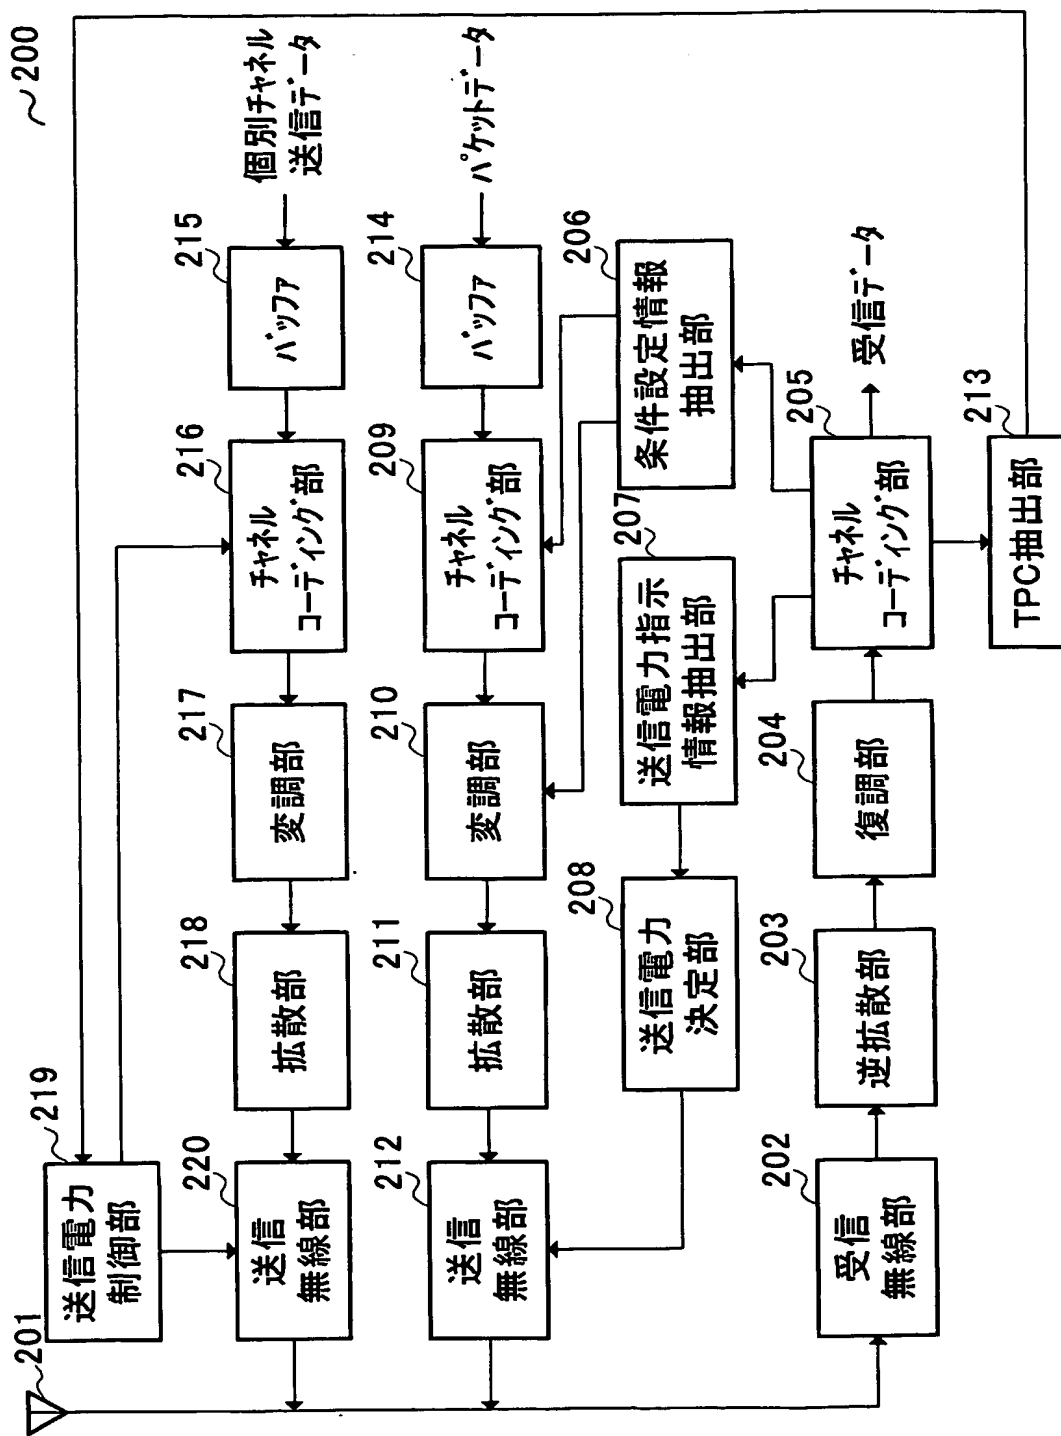 ~200
201
送信電力
制御部
219
送信
無線部
220
拡散部
218
変調部
217
チャネル
コーディング部
216
バッファ
215
個別チャネル
送信データ
送信
無線部
212
拡散部
211
変調部
210
チャネル
コーディング部
209
バッファ
214
パケットデータ
送信電力
決定部
208
送信電力指示
情報抽出部
207
条件設定情報
抽出部
206
受信
無線部
202
逆拡散部
203
復調部
204
チャネル
コーディング部
205
受信データ
TPC抽出部
213